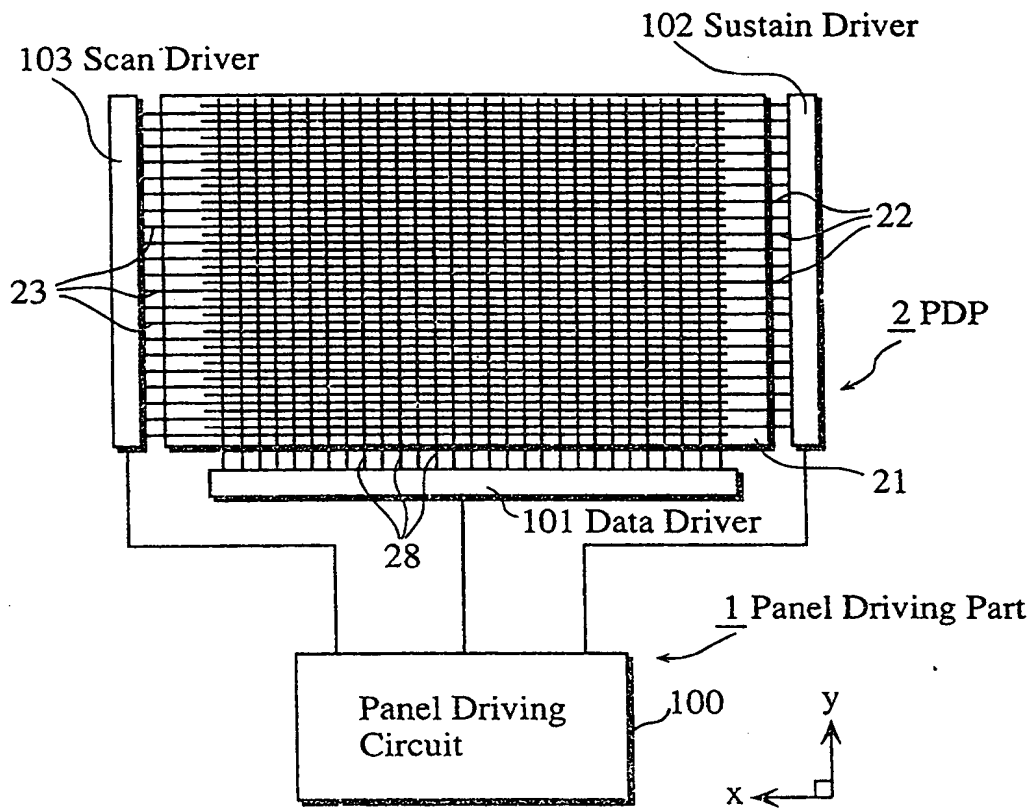 102 Sustain Driver
103 Scan Driver
22
23
2 PDP
21
101 Data Driver
28
1 Panel Driving Part
Panel Driving
Circuit
100
y
x